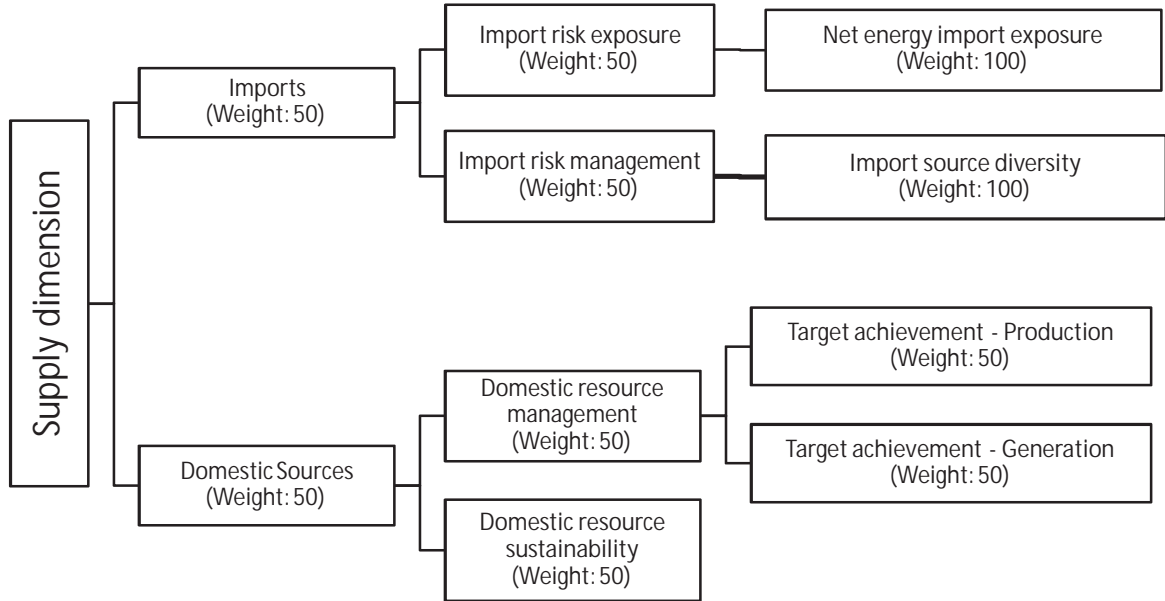 Supply dimension
Imports
(Weight: 50)
Import risk exposure
(Weight: 50)
Net energy import exposure
(Weight: 100)
Import risk management
(Weight: 50)
Import source diversity
(Weight: 100)
Domestic Sources
(Weight: 50)
Domestic resource
management
(Weight: 50)
Target achievement - Production
(Weight: 50)
Target achievement - Generation
(Weight: 50)
Domestic resource
sustainability
(Weight: 50)